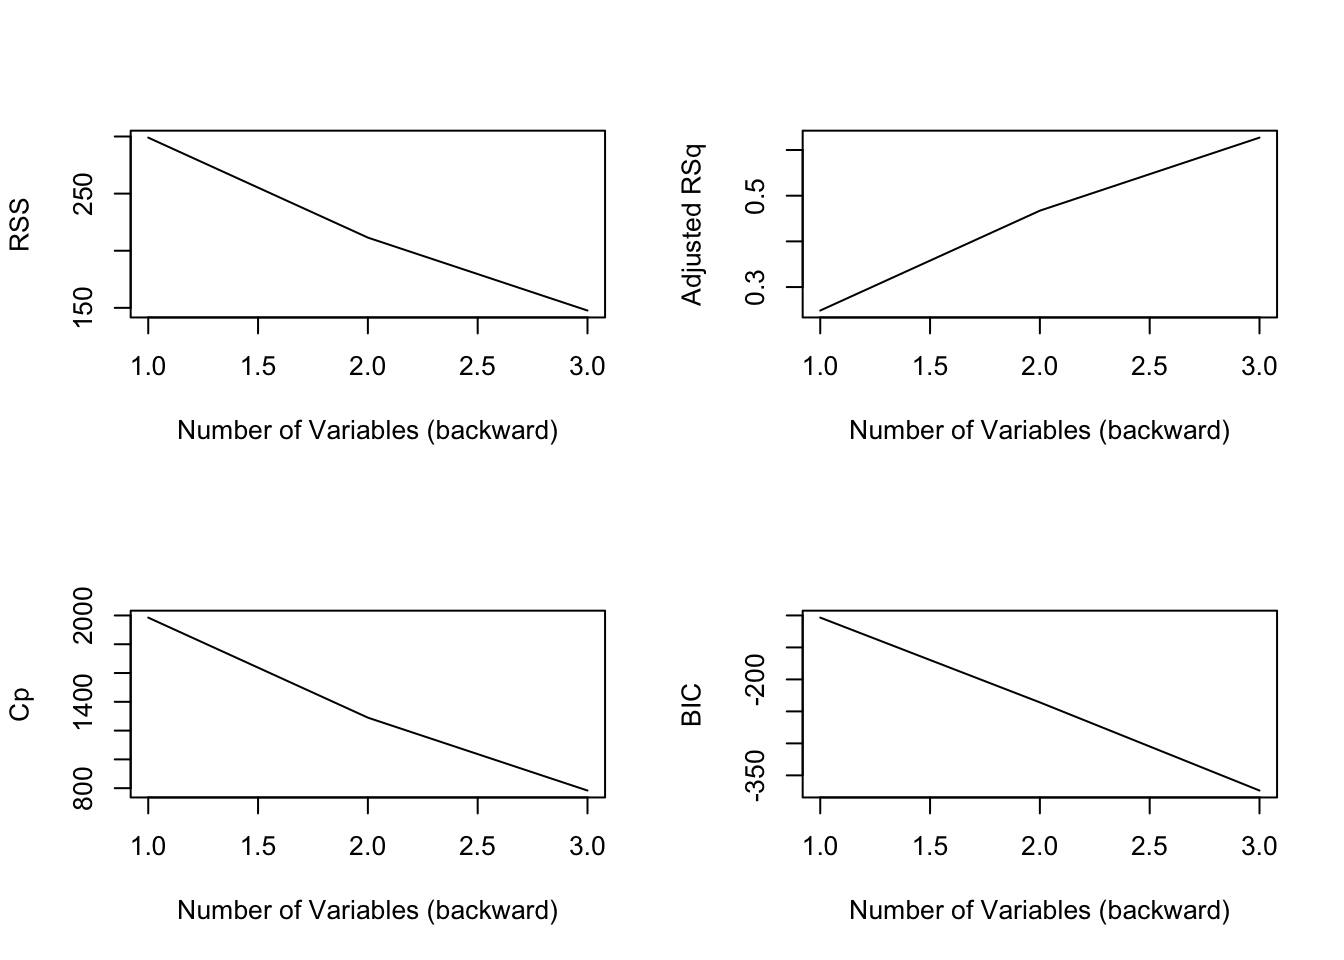 RSS
250
150
1.0 1.5 2.0 2.5 3.0
Number of Variables (backward)
Adjusted RSq
0.5
0.3
1.0 1.5 2.0 2.5 3.0
Number of Variables (backward)
Cp
2000
1400
800
1.0 1.5 2.0 2.5 3.0
Number of Variables (backward)
BIC
-200
-350
1.0 1.5 2.0 2.5 3.0
Number of Variables (backward)